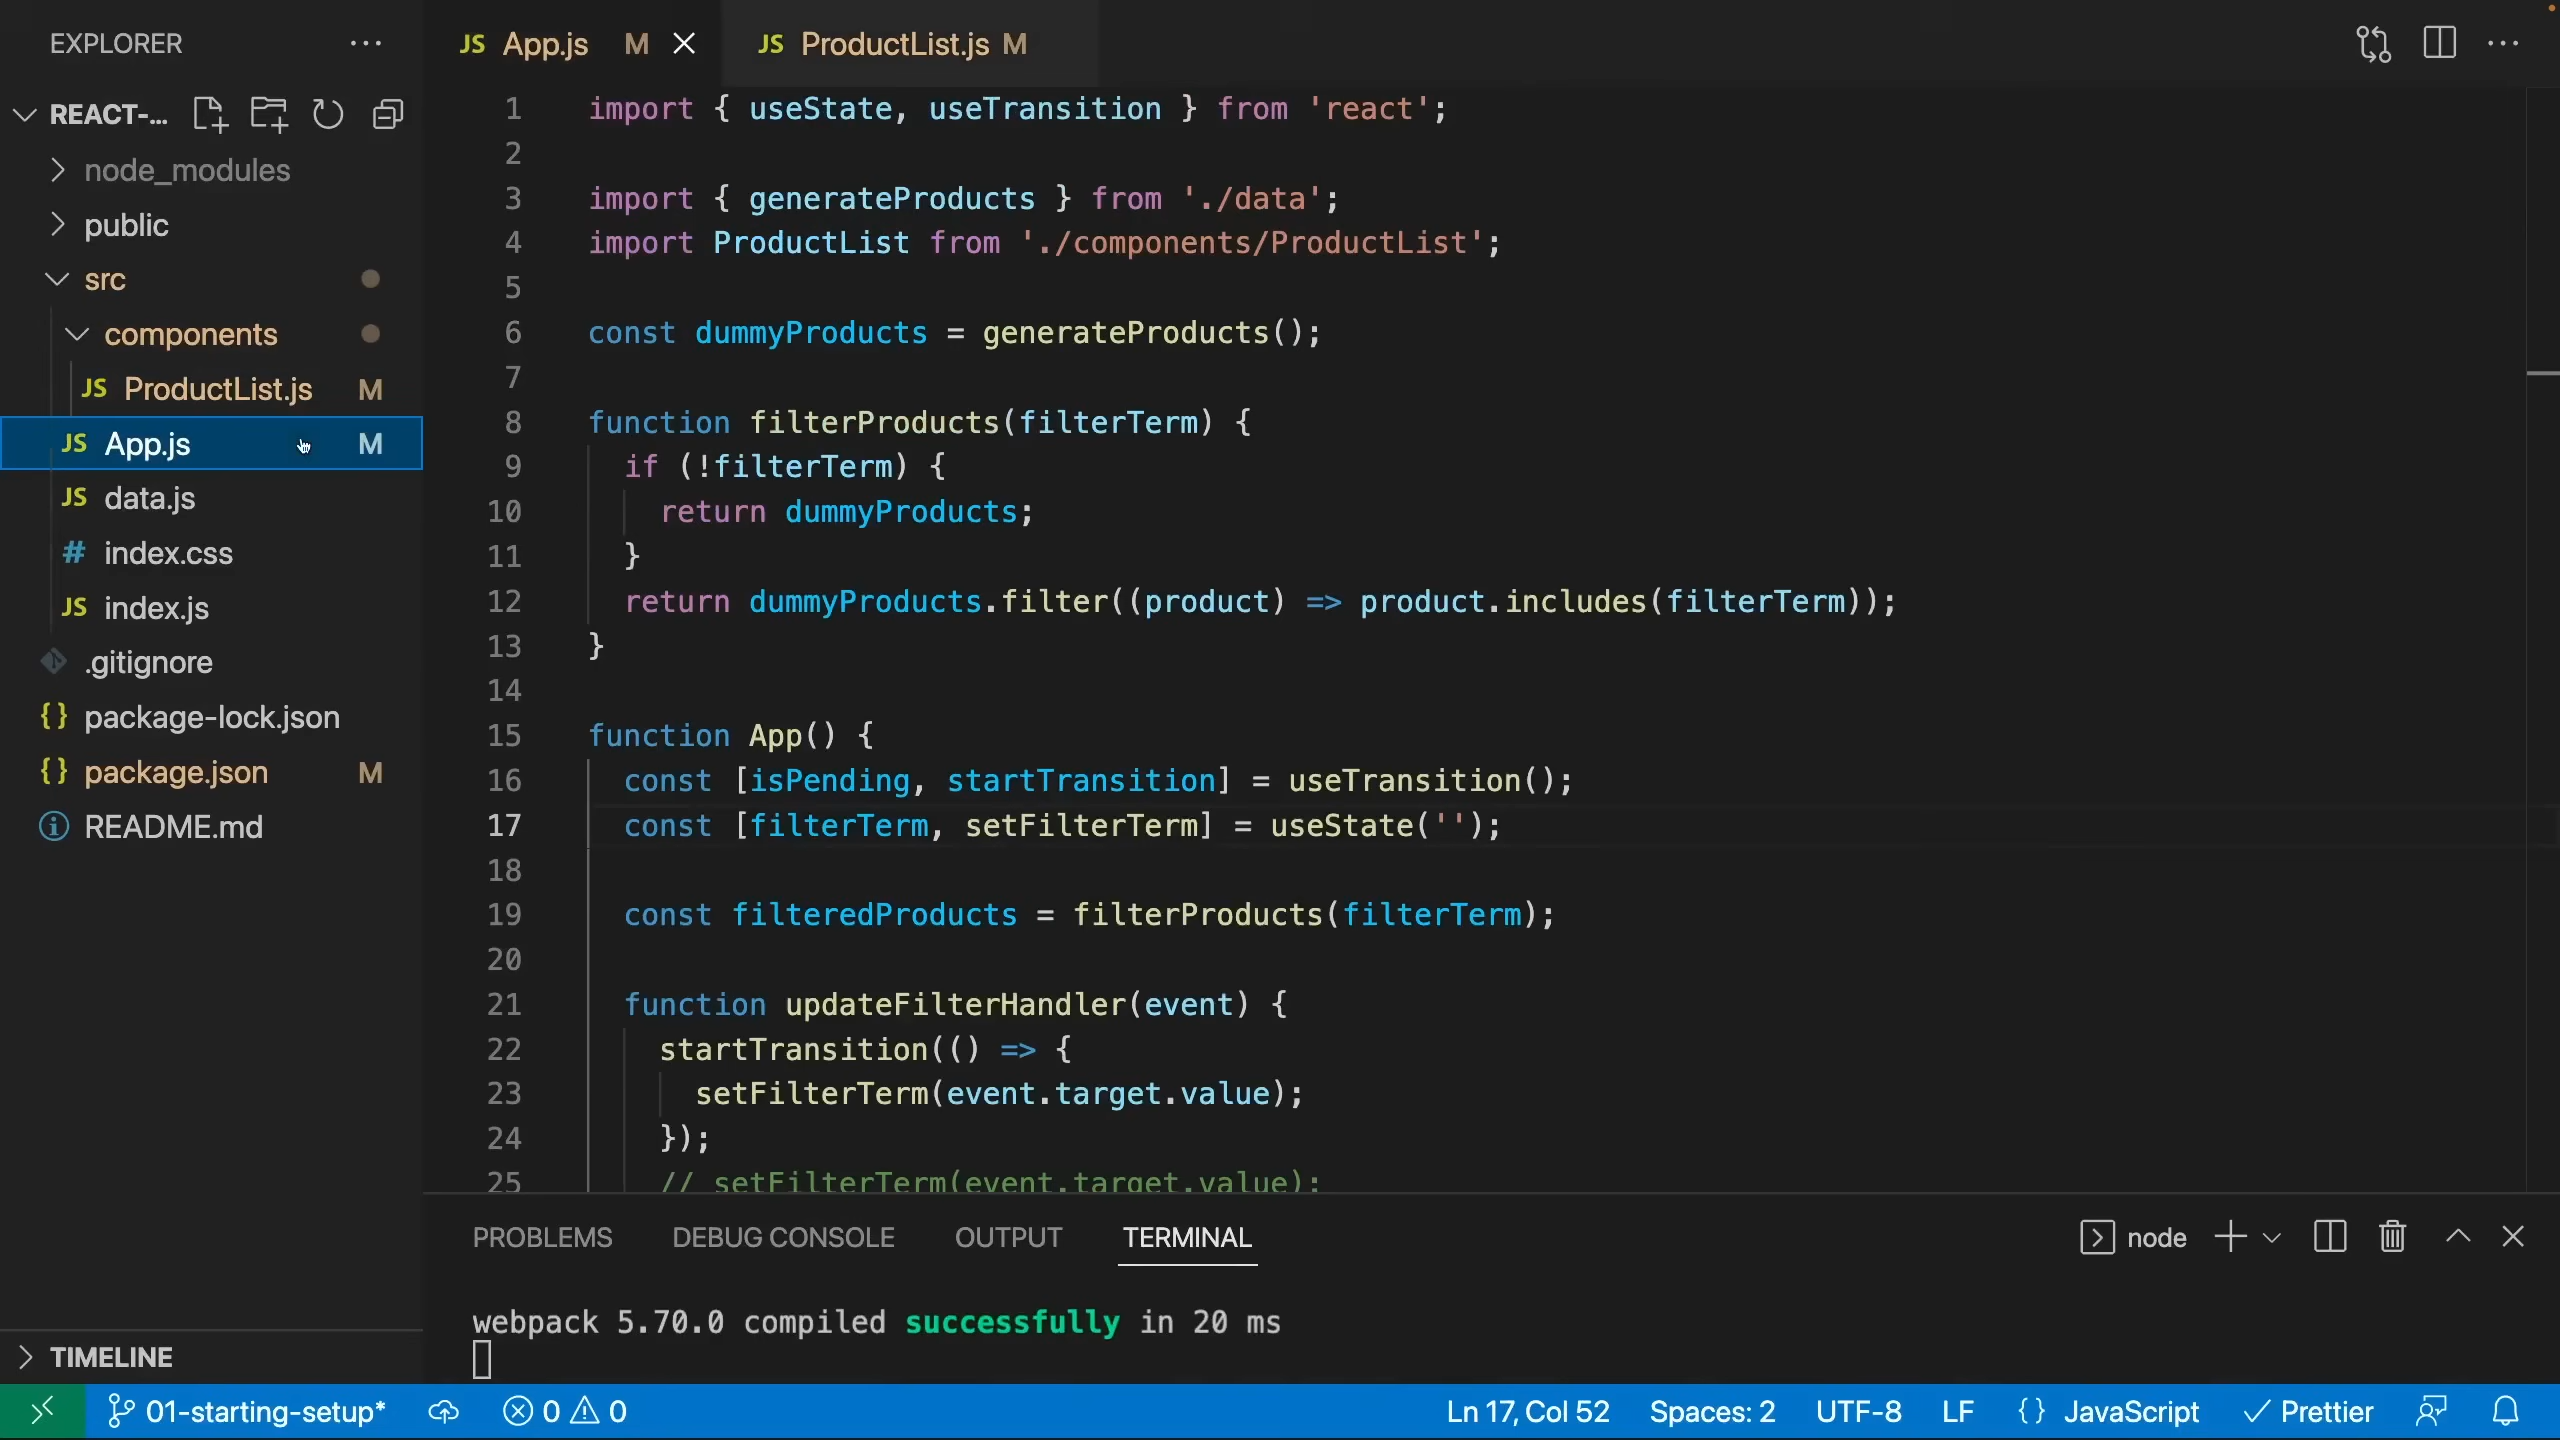 EXPLORER
REACT-...
node_modules
public
src
components
JS ProductList.js M
JS App.js M
JS data.js
# index.css
JS index.js
.gitignore
{} package-lock.json
{} package.json M
README.md
TIMELINE
JS App.js M
JS ProductList.js M
1 import { useState, useTransition } from 'react';
2
3 import { generateProducts } from './data';
4 import ProductList from './components/ProductList';
5
6 const dummyProducts = generateProducts();
7
8 function filterProducts(filterTerm) {
9 if (!filterTerm) {
10 return dummyProducts;
11 }
12 return dummyProducts.filter((product) => product.includes(filterTerm));
13 }
14
15 function App() {
16 const [isPending, startTransition] = useTransition();
17 const [filterTerm, setFilterTerm] = useState('');
18
19 const filteredProducts = filterProducts(filterTerm);
20
21 function updateFilterHandler(event) {
22 startTransition(() => {
23 setFilterTerm(event.target.value);
24 });
25 // setFilterTerm(event.target.value);
PROBLEMS DEBUG CONSOLE OUTPUT TERMINAL node
webpack 5.70.0 compiled successfully in 20 ms
01-starting-setup* 0 0 Ln 17, Col 52 Spaces: 2 UTF-8 LF {} JavaScript Prettier